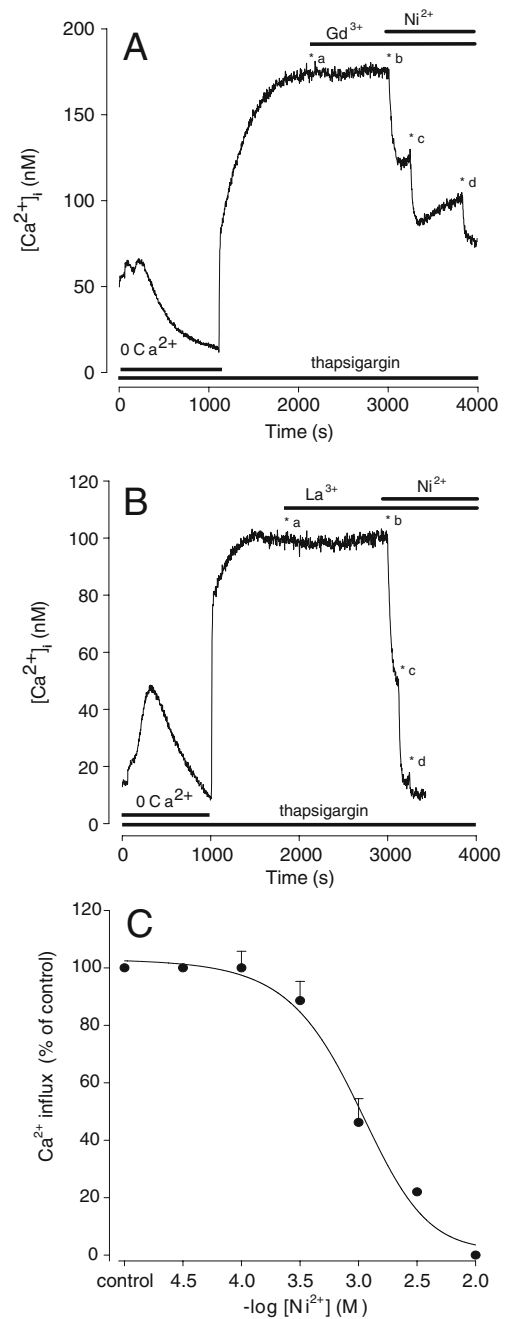 A
Ni²⁺
Gd³⁺
200
* a
* b
150
* c
100
* d
50
0 Ca²⁺
0
thapsigargin
[Ca²⁺]i (nM)
0 1000 2000 3000 4000
Time (s)
B
120
La³⁺
Ni²⁺
* a
* b
100
80
60
* c
40
20
* d
0 Ca²⁺
0
thapsigargin
[Ca²⁺]i (nM)
0 1000 2000 3000 4000
Time (s)
C
120
100
80
60
40
20
0
Ca²⁺ influx (% of control)
control 4.5 4.0 3.5 3.0 2.5 2.0
-log [Ni²⁺] (M)